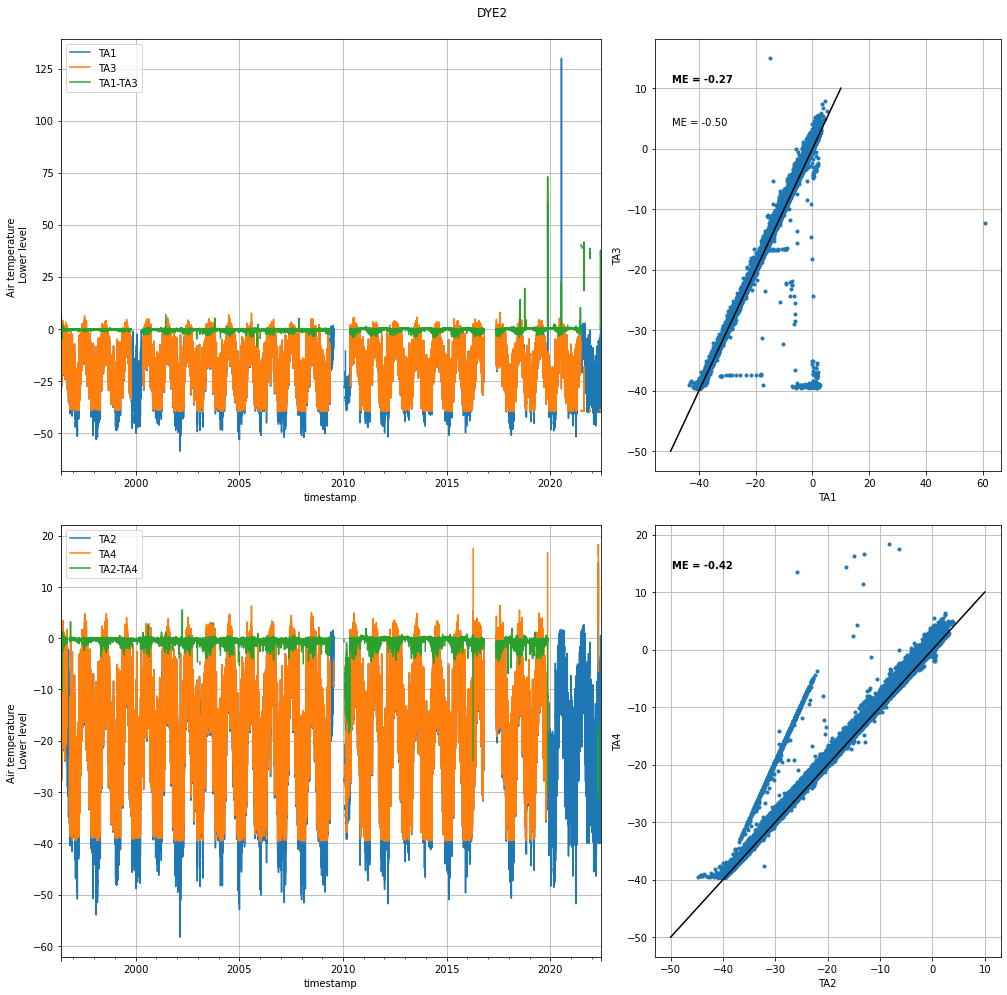 DYE2
TA1
TA3
TA1-TA3
125
100
75
50
25
0
−25
−50
Air temperature
Lower level
2000
2005
2010
2015
2020
timestamp
ME = -0.27
ME = -0.50
10
0
−10
−20
−30
−40
−50
TA3
−40
−20
0
20
40
60
TA1
TA2
TA4
TA2-TA4
20
10
0
−10
−20
−30
−40
−50
−60
Air temperature
Lower level
2000
2005
2010
2015
2020
timestamp
ME = -0.42
20
10
0
−10
−20
−30
−40
−50
TA4
−50
−40
−30
−20
−10
0
10
TA2